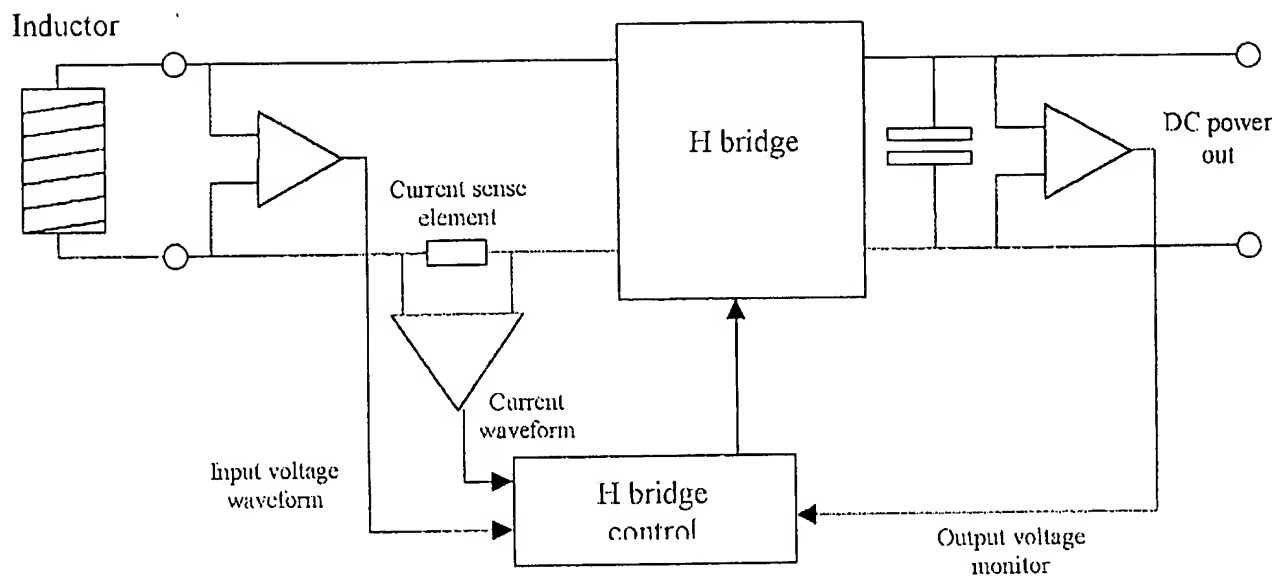 Inductor
H bridge
DC power
out
Current sense
element
Current
waveform
Input voltage
waveform
H bridge
control
Output voltage
monitor